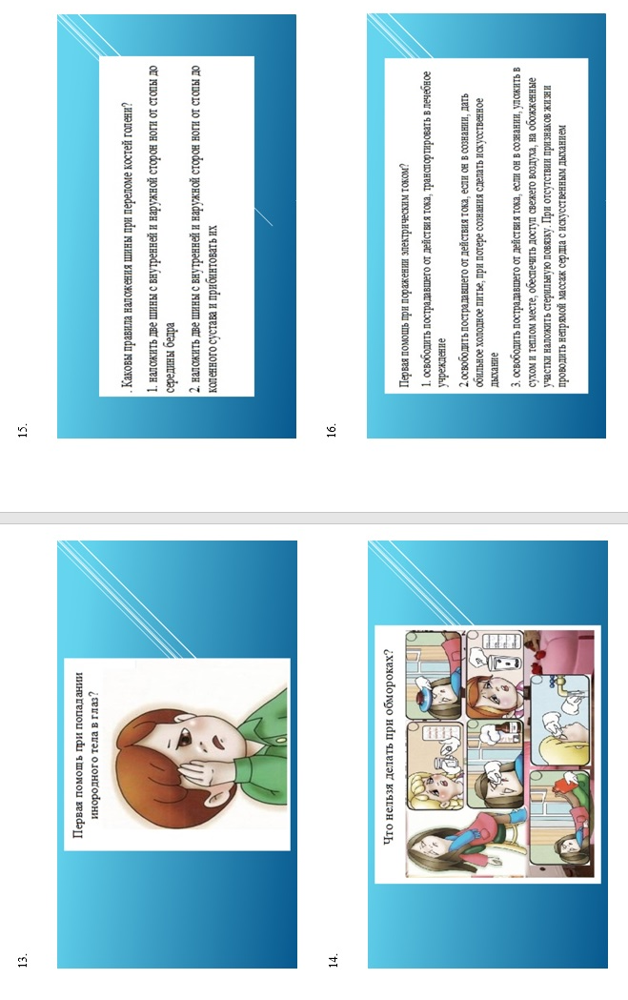 13.
Первая помощь при попадании
инородного тела в глаз?
14.
Что нельзя делать при обмороках?
15.
. Каковы правила наложения шины при переломе костей голени?
1. наложить две шины с внутренней и наружной сторон ноги от стопы до
середины бедра
2. наложить две шины с внутренней и наружной сторон ноги от стопы до
коленного сустава и прибинтовать их
16.
Первая помощь при поражении электрическим током?
1. освободить пострадавшего от действия тока, транспортировать в лечебное
учреждение
2.освободить пострадавшего от действия тока, если он в сознании, дать
обильное холодное питье, при потере сознания сделать искусственное
дыхание
3. освободить пострадавшего от действия тока, если он в сознании, уложить в
сухом и теплом месте, обеспечить доступ свежего воздуха, на обожженные
участки наложить стерильную повязку. При отсутствии признаков жизни
проводить непрямой массаж сердца с искусственным дыханием